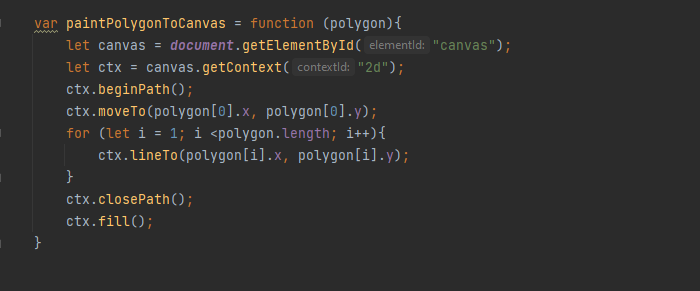 var paintPolygonToCanvas = function (polygon){
let canvas = document.getElementById( elementId: "canvas");
let ctx = canvas.getContext( contextId: "2d");
ctx.beginPath();
ctx.moveTo(polygon[0].x, polygon[0].y);
for (let i = 1; i <polygon.length; i++){
ctx.lineTo(polygon[i].x, polygon[i].y);
}
ctx.closePath();
ctx.fill();
}